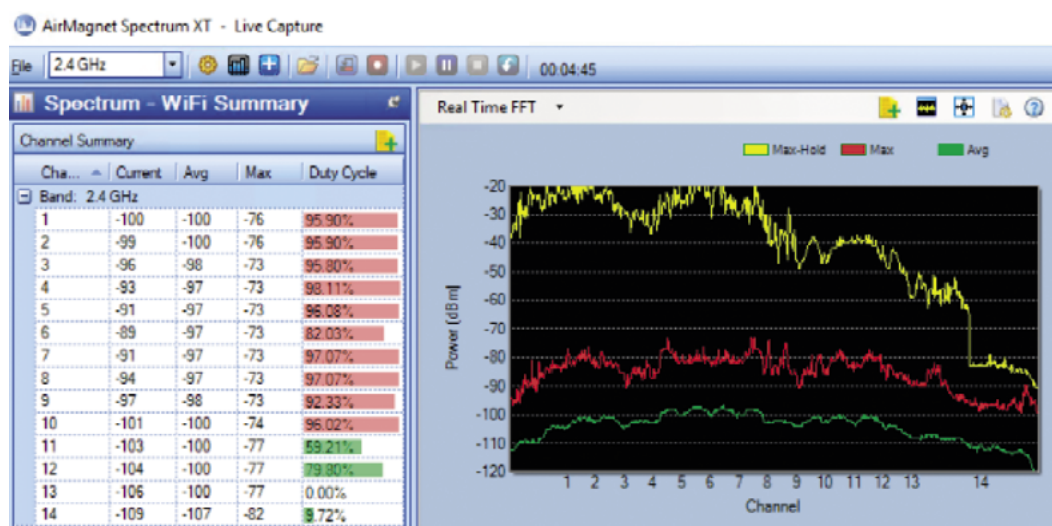 AirMagnet Spectrum XT - Live Capture
File 2.4 GHz 00:04:45
Spectrum - WiFi Summary
Channel Summary
Cha... Current Avg Max Duty Cycle
Band: 2.4 GHz
1 -100 -100 -76 95.90%
2 -99 -100 -76 95.90%
3 -96 -98 -73 95.80%
4 -93 -97 -73 98.11%
5 -91 -97 -73 96.08%
6 -89 -97 -73 82.03%
7 -91 -97 -73 97.07%
8 -94 -97 -73 97.07%
9 -97 -98 -73 92.33%
10 -101 -100 -74 96.02%
11 -103 -100 -77 59.21%
12 -104 -100 -77 79.80%
13 -106 -100 -77 0.00%
14 -109 -107 -82 9.72%
Real Time FFT
Max-Hold Max Avg
-20
-30
-40
-50
-60
-70
-80
-90
-100
-110
-120
Power [dBm]
1 2 3 4 5 6 7 8 9 10 11 12 13 14
Channel